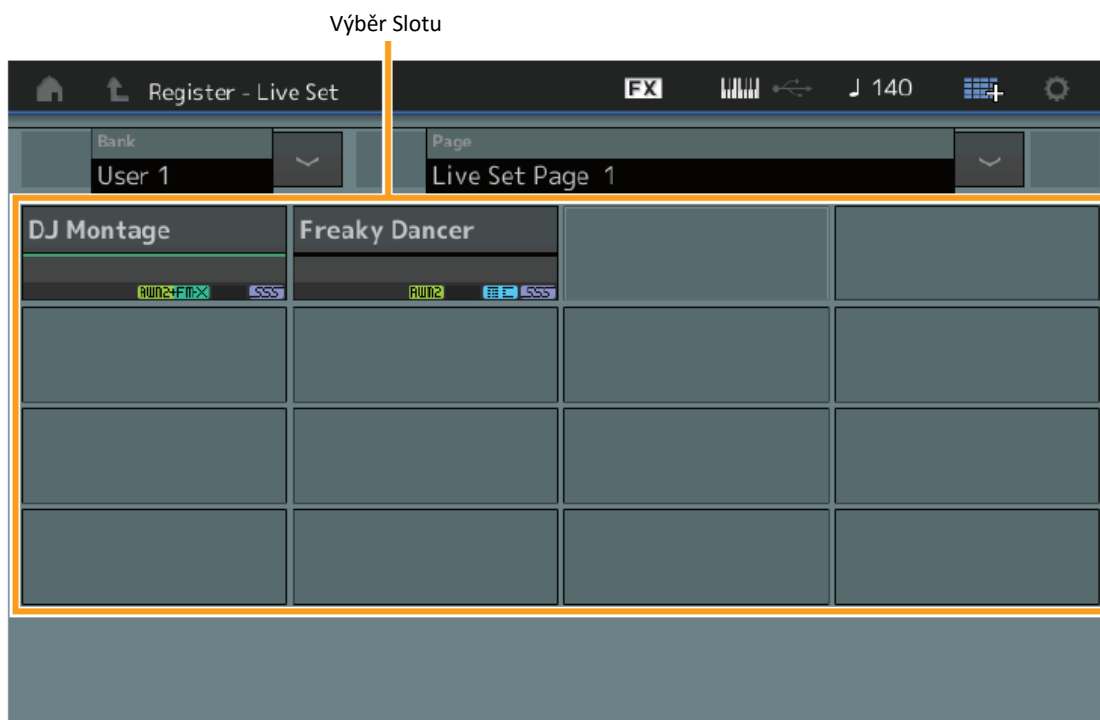 Výběr Slotu
Register - Live Set FX ♩ 140
Bank Page
User 1 Live Set Page 1
DJ Montage Freaky Dancer
AWM2+FM-X SSS AWM2 MC SSS